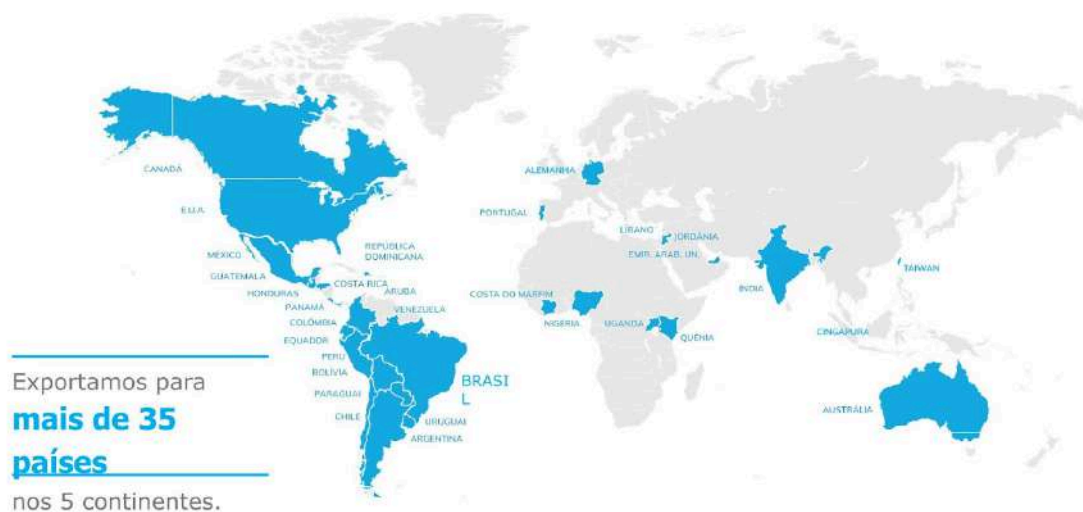 CANADÁ
E.U.A.
MÉXICO
GUATEMALA
HONDURAS
PANAMÁ
COLÔMBIA
EQUADOR
PERU
BOLÍVIA
PARAGUAI
CHILE
REPÚBLICA
DOMINICANA
COSTA RICA
ARUBA
VENEZUELA
BRASI
L
URUGUAI
ARGENTINA
ALEMANHA
PORTUGAL
LÍBANO
JORDÂNIA
EMIR. ARAB. UN.
COSTA DO MARFIM
NIGERIA
UGANDA
QUÊNIA
ÍNDIA
TAIWAN
CINGAPURA
AUSTRÁLIA
Exportamos para
mais de 35
países
nos 5 continentes.